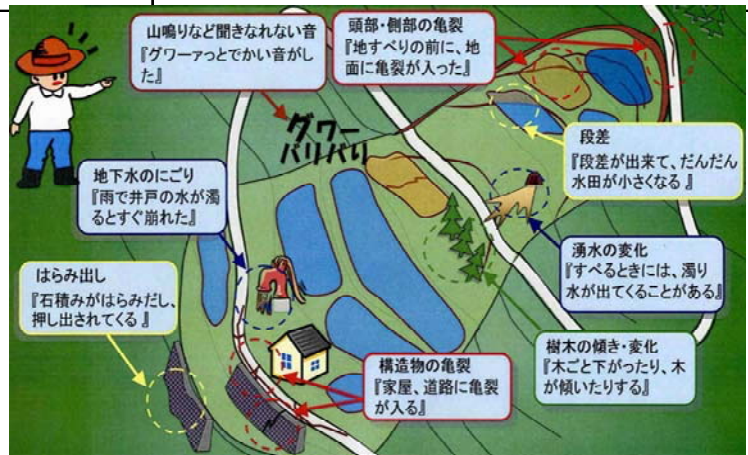 山鳴りなど聞きなれない音
『グワーァっとでかい音がし
た』
頭部・側部の亀裂
『地すべりの前に、地
面に亀裂が入った』
グワー
バリバリ
段差
『段差が出来て、だんだん
水田が小さくなる』
地下水のにごり
『雨で井戸の水が濁
るとすぐ崩れた』
湧水の変化
『すべるときには、濁り
水が出てくることがある』
はらみ出し
『石積みがはらみだし、
押し出されてくる』
樹木の傾き・変化
『木ごと下がったり、木
が傾いたりする』
構造物の亀裂
『家屋、道路に亀裂
が入る』